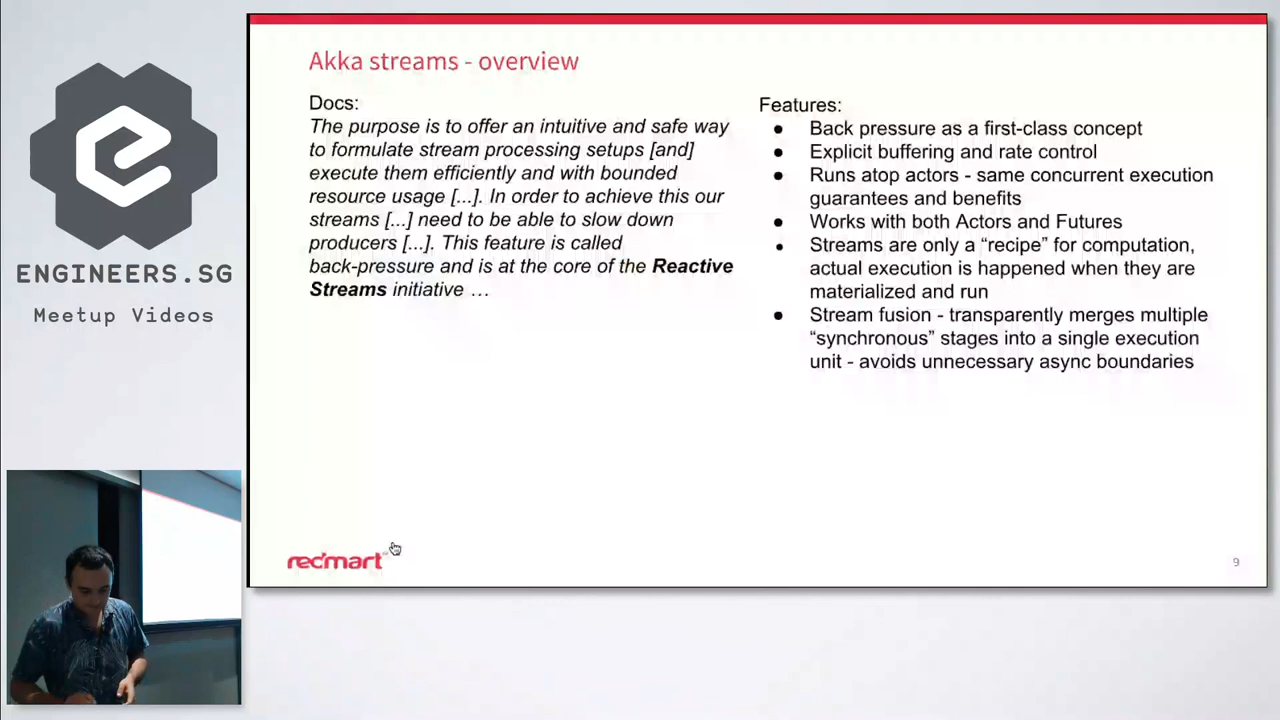 ENGINEERS.SG
Meetup Videos
Akka streams - overview
Docs:
The purpose is to offer an intuitive and safe way
to formulate stream processing setups [and]
execute them efficiently and with bounded
resource usage [...]. In order to achieve this our
streams [...] need to be able to slow down
producers [...]. This feature is called
back-pressure and is at the core of the Reactive
Streams initiative …
Features:
● Back pressure as a first-class concept
● Explicit buffering and rate control
● Runs atop actors - same concurrent execution
guarantees and benefits
● Works with both Actors and Futures
● Streams are only a “recipe” for computation,
actual execution is happened when they are
materialized and run
● Stream fusion - transparently merges multiple
“synchronous” stages into a single execution
unit - avoids unnecessary async boundaries
redmart
9